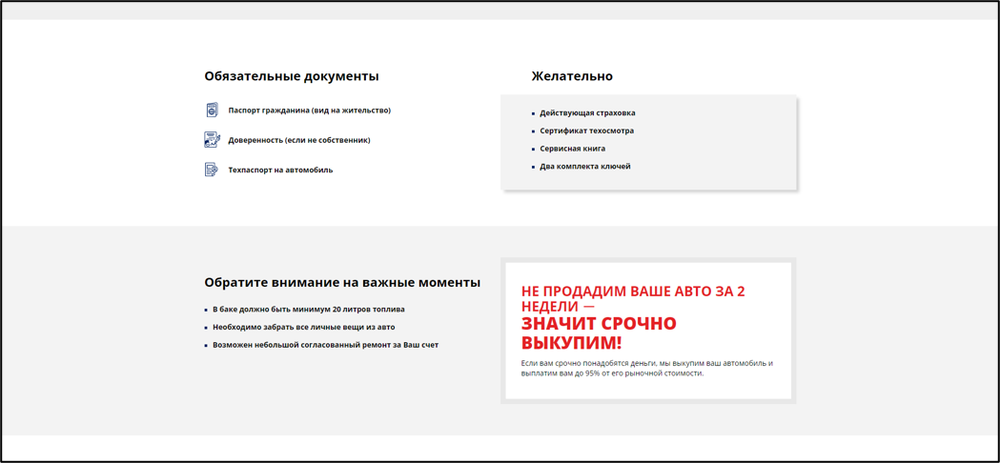 Обязательные документы
Паспорт гражданина (вид на жительство)
Доверенность (если не собственник)
Техпаспорт на автомобиль
Желательно
Действующая страховка
Сертификат техосмотра
Сервисная книга
Два комплекта ключей
Обратите внимание на важные моменты
В баке должно быть минимум 20 литров топлива
Необходимо забрать все личные вещи из авто
Возможен небольшой согласованный ремонт за Ваш счет
НЕ ПРОДАДИМ ВАШЕ АВТО ЗА 2
НЕДЕЛИ —
ЗНАЧИТ СРОЧНО
ВЫКУПИМ!
Если вам срочно понадобятся деньги, мы выкупим ваш автомобиль и
выплатим вам до 95% от его рыночной стоимости.